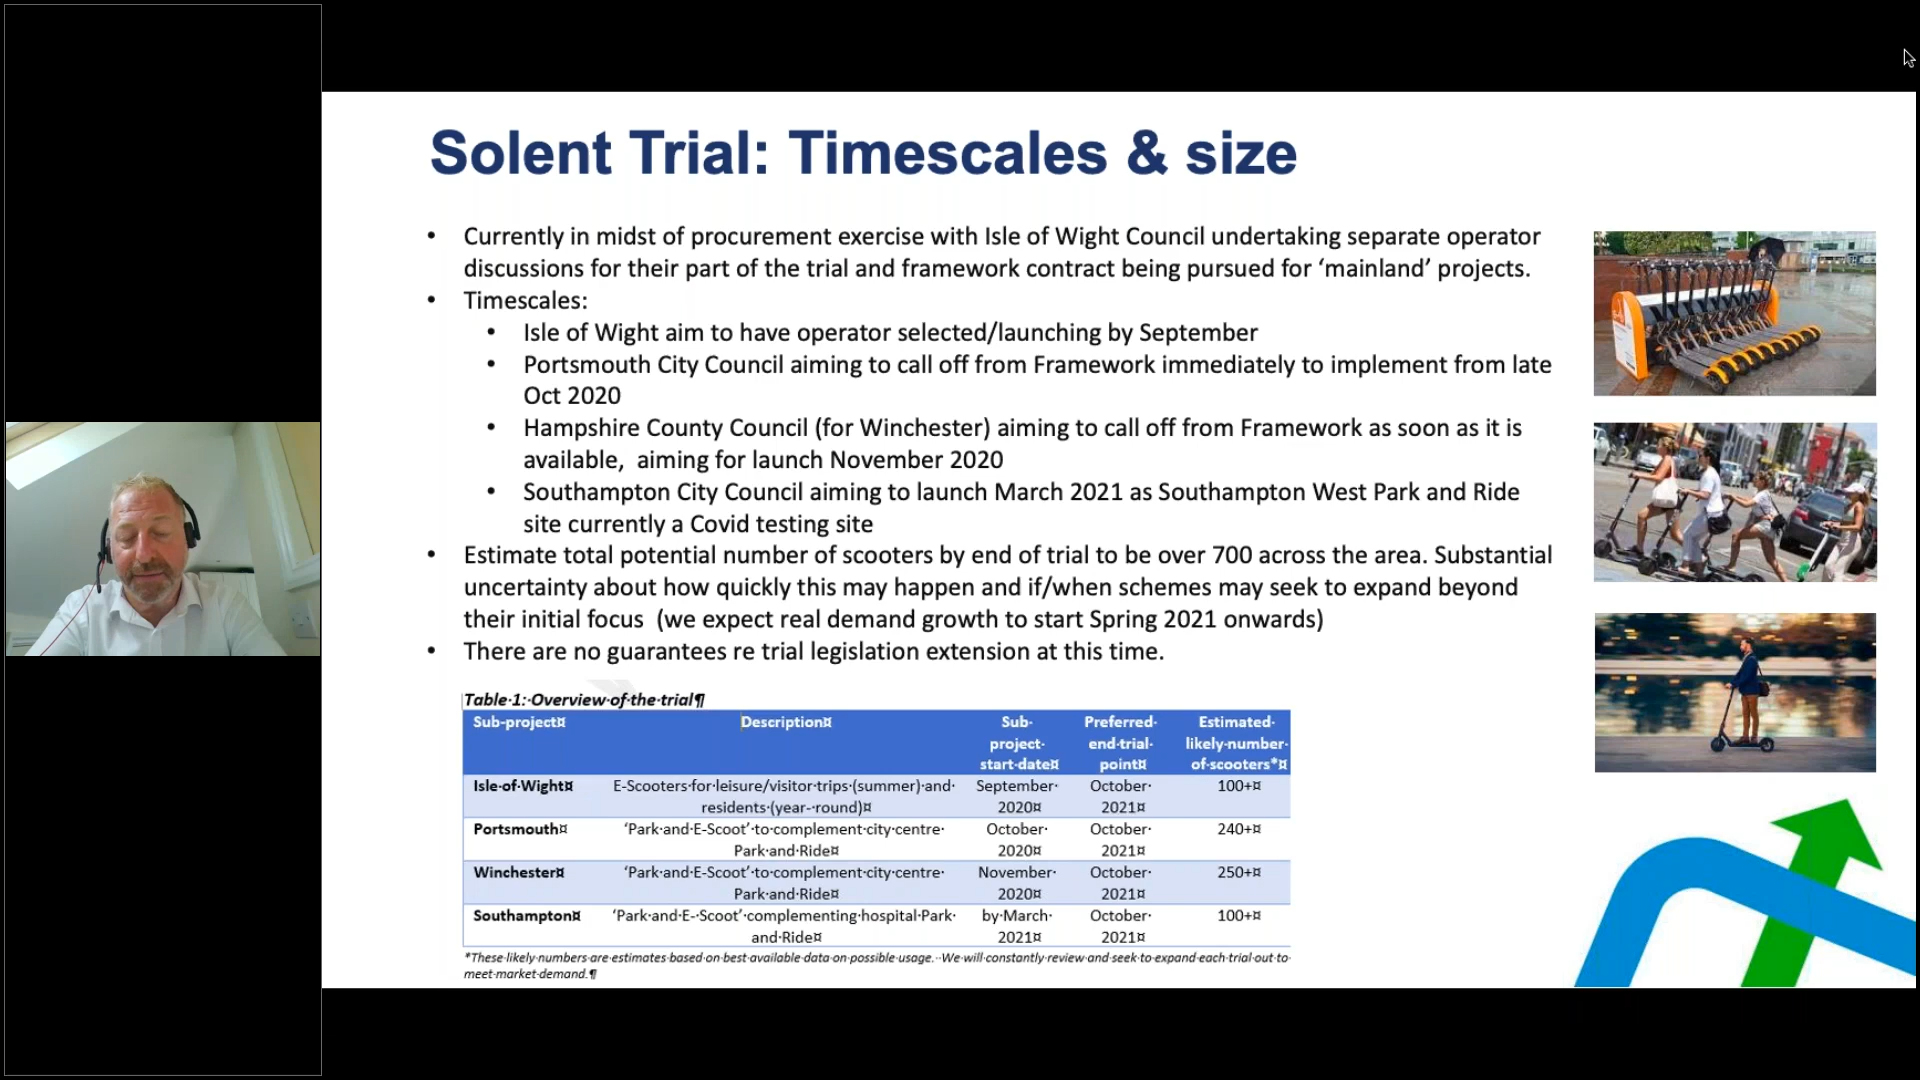 Solent Trial: Timescales & size
• Currently in midst of procurement exercise with Isle of Wight Council undertaking separate operator
discussions for their part of the trial and framework contract being pursued for ‘mainland’ projects.
• Timescales:
• Isle of Wight aim to have operator selected/launching by September
• Portsmouth City Council aiming to call off from Framework immediately to implement from late
Oct 2020
• Hampshire County Council (for Winchester) aiming to call off from Framework as soon as it is
available,  aiming for launch November 2020
• Southampton City Council aiming to launch March 2021 as Southampton West Park and Ride
site currently a Covid testing site
• Estimate total potential number of scooters by end of trial to be over 700 across the area. Substantial
uncertainty about how quickly this may happen and if/when schemes may seek to expand beyond
their initial focus  (we expect real demand growth to start Spring 2021 onwards)
• There are no guarantees re trial legislation extension at this time.
Table·1:·Overview·of·the·trial¶
Sub-project¤ Description¤ Sub-
project·
start·date¤ Preferred·
end·trial·
point¤ Estimated·
likely·number·
of·scooters*¤
Isle·of·Wight¤ E-Scooters·for·leisure/visitor·trips·(summer)·and·
residents·(year-·round)¤ September·
2020¤ October·
2021¤ 100+¤
Portsmouth¤ ‘Park·and·E-Scoot’·to·complement·city·centre·
Park·and·Ride¤ October·
2020¤ October·
2021¤ 240+¤
Winchester¤ ‘Park·and·E-Scoot’·to·complement·city·centre·
Park·and·Ride¤ November·
2020¤ October·
2021¤ 250+¤
Southampton¤ ‘Park·and·E-·Scoot’·complementing·hospital·Park·
and·Ride¤ by·March·
2021¤ October·
2021¤ 100+¤
*These·likely·numbers·are·estimates·based·on·best·available·data·on·possible·usage.··We·will·constantly·review·and·seek·to·expand·each·trial·out·to·
meet·market·demand.¶